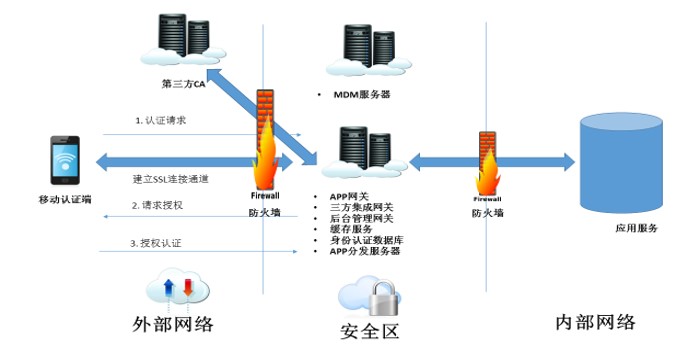 第三方CA
• MDM服务器
1. 认证请求
移动认证端
建立SSL连接通道
Firewall
防火墙
2. 请求授权
3. 授权认证
• APP网关
• 三方集成网关
• 后台管理网关
• 缓存服务
• 身份认证数据库
• APP分发服务器
Firewall
防火墙
应用服务
外部网络
安全区
内部网络